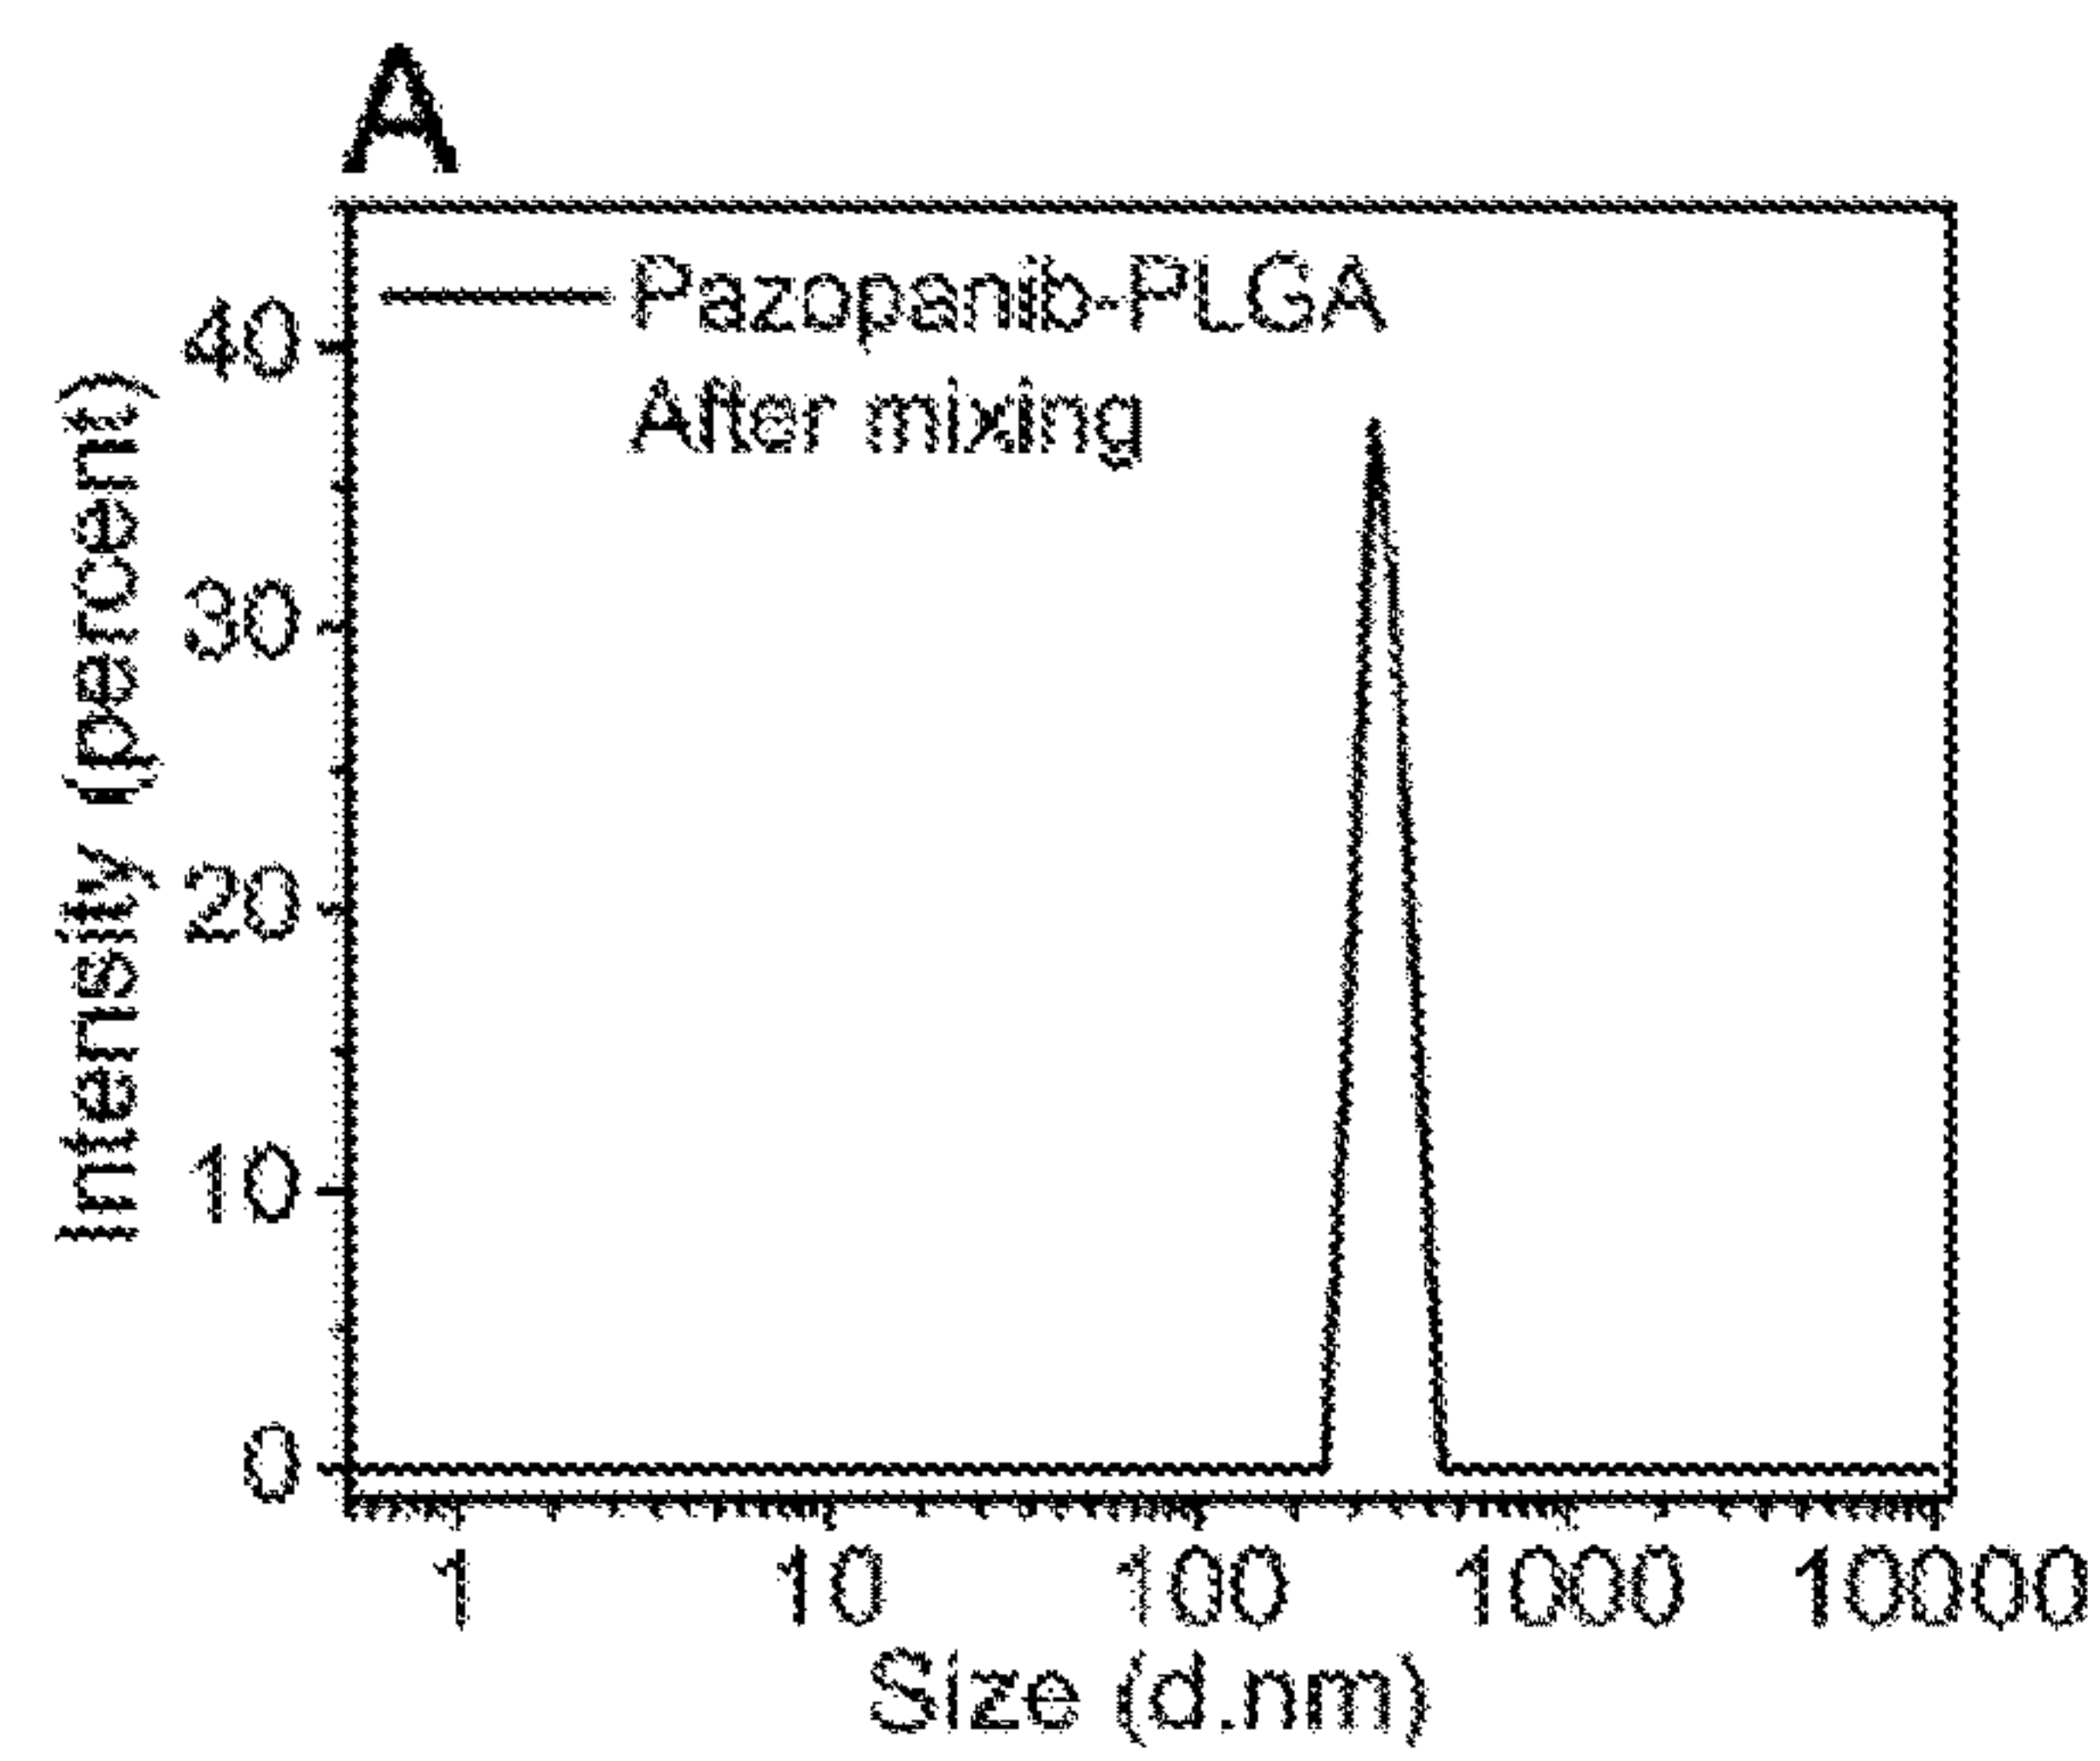 A
Pazopanib-PLGA
After mixing
Intensity (percent)
40
30
20
10
0
1 10 100 1000 10000
Size (d.nm)